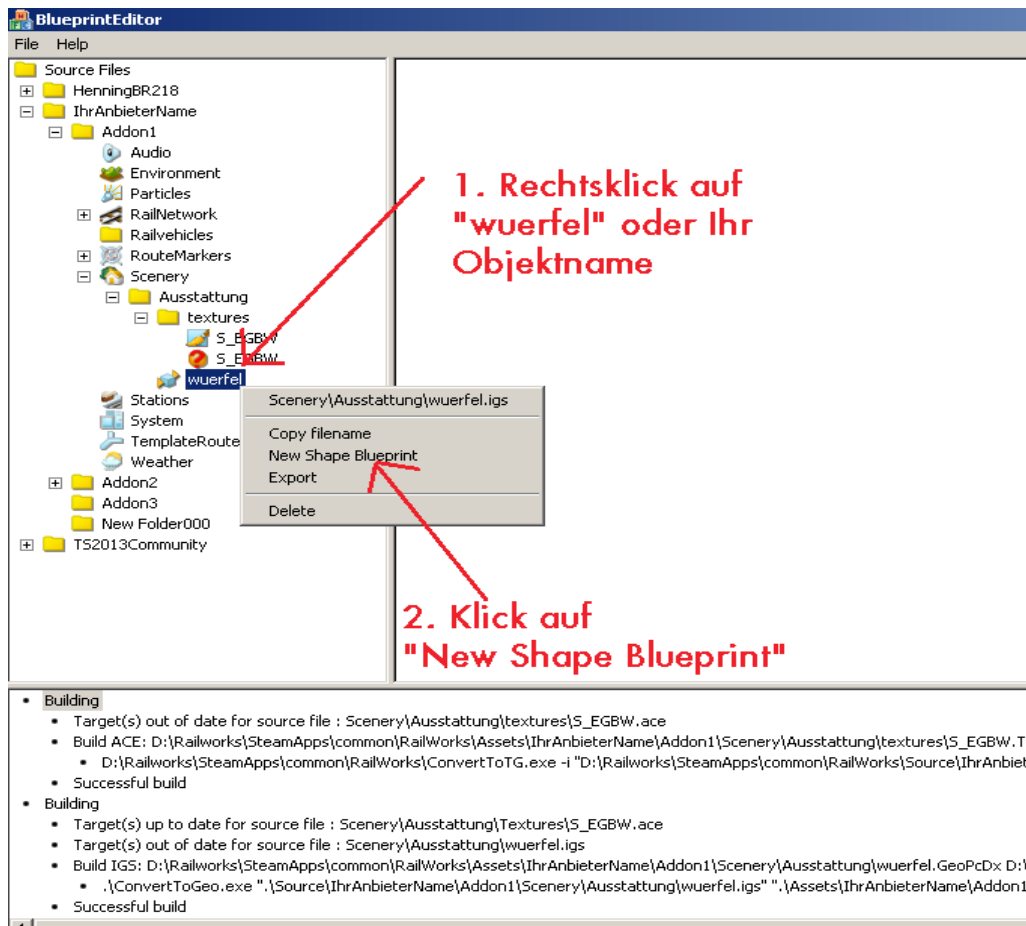 BlueprintEditor
File Help
Source Files
HenningBR218
IhrAnbieterName
Addon1
Audio
Environment
Particles
RailNetwork
Railvehicles
RouteMarkers
Scenery
Ausstattung
textures
S_EGBW
S_EGBW
wuerfel
Stations
System
TemplateRoute
Weather
Addon2
Addon3
New Folder000
TS2013Community
Scenery\Ausstattung\wuerfel.igs
Copy filename
New Shape Blueprint
Export
Delete
1. Rechtsklick auf
"wuerfel" oder Ihr
Objektname
2. Klick auf
"New Shape Blueprint"
• Building
• Target(s) out of date for source file : Scenery\Ausstattung\textures\S_EGBW.ace
• Build ACE: D:\Railworks\SteamApps\common\RailWorks\Assets\IhrAnbieterName\Addon1\Scenery\Ausstattung\textures\S_EGBW.T
• D:\Railworks\SteamApps\common\RailWorks\ConvertToTG.exe -i "D:\Railworks\SteamApps\common\RailWorks\Source\IhrAnbiet
• Successful build
• Building
• Target(s) up to date for source file : Scenery\Ausstattung\Textures\S_EGBW.ace
• Target(s) out of date for source file : Scenery\Ausstattung\wuerfel.igs
• Build IGS: D:\Railworks\SteamApps\common\RailWorks\Assets\IhrAnbieterName\Addon1\Scenery\Ausstattung\wuerfel.GeoPcDx D:\
• .\ConvertToGeo.exe ".\Source\IhrAnbieterName\Addon1\Scenery\Ausstattung\wuerfel.igs" ".\Assets\IhrAnbieterName\Addon1
• Successful build